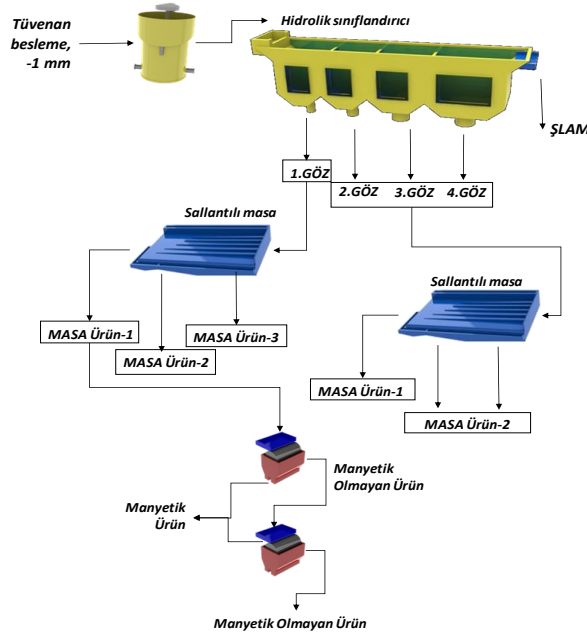 Tüvenan
besleme,
-1 mm
Hidrolik sınıflandırıcı
ŞLAM
1.GÖZ
2.GÖZ 3.GÖZ 4.GÖZ
Sallantılı masa
MASA Ürün-1
MASA Ürün-2
MASA Ürün-3
Sallantılı masa
MASA Ürün-1
MASA Ürün-2
Manyetik
Olmayan Ürün
Manyetik
Ürün
Manyetik Olmayan Ürün